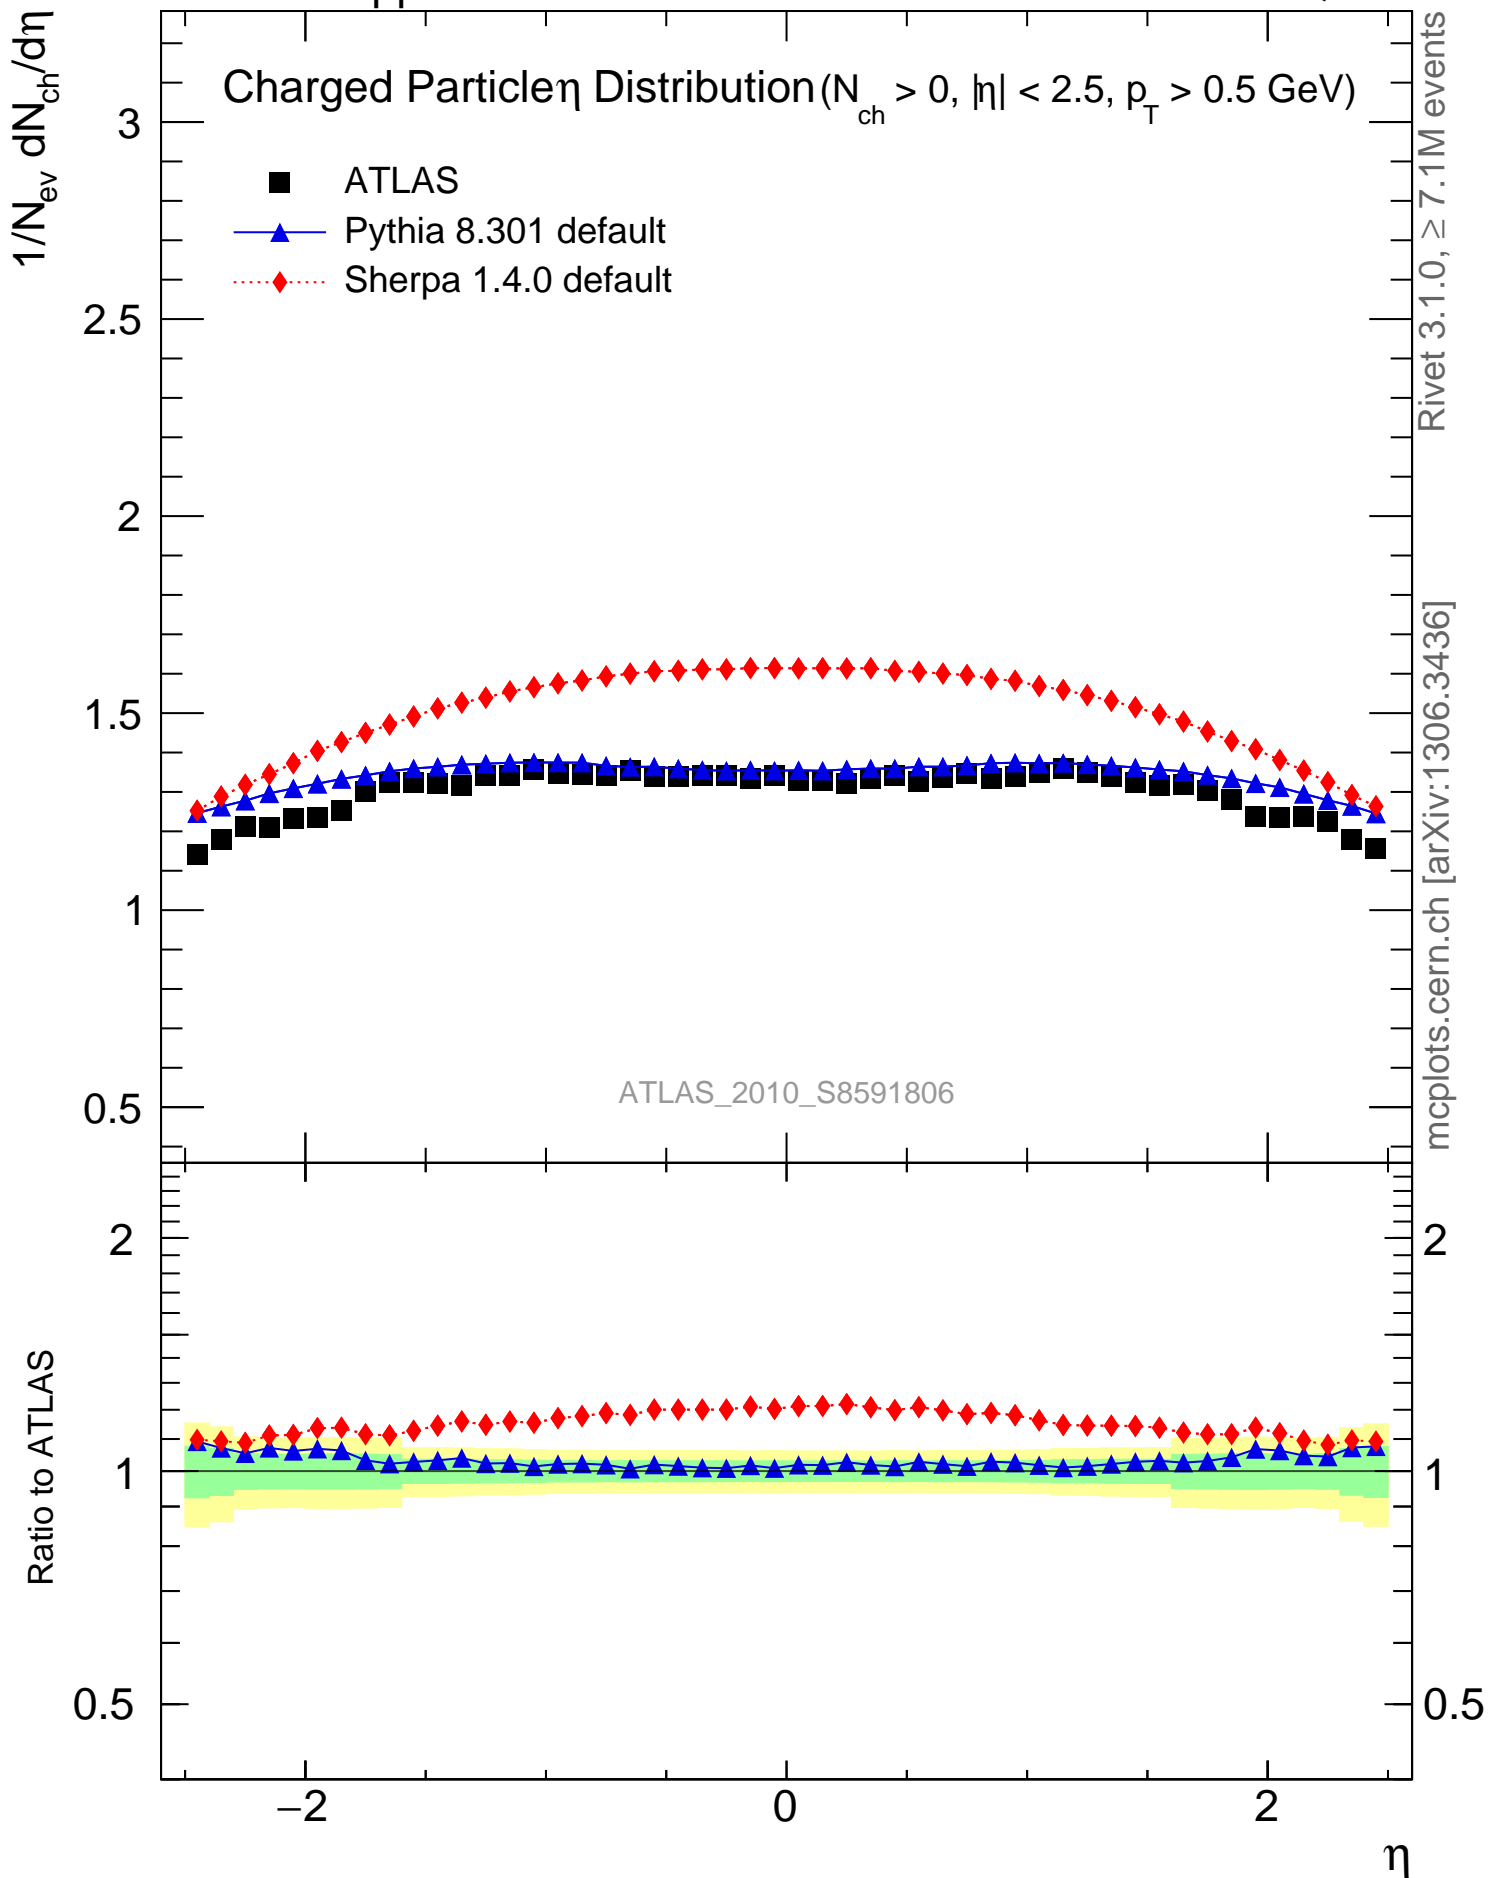 pp
1/N_ev dN_ch/dη
Charged Particle η Distribution (N_ch > 0, |η| < 2.5, p_T > 0.5 GeV)
ATLAS
Pythia 8.301 default
Sherpa 1.4.0 default
3
2.5
2
1.5
1
0.5
ATLAS_2010_S8591806
Rivet 3.1.0, ≥ 7.1M events
mcplots.cern.ch [arXiv:1306.3436]
Ratio to ATLAS
2
1
0.5
2
1
0.5
−2
0
2
η